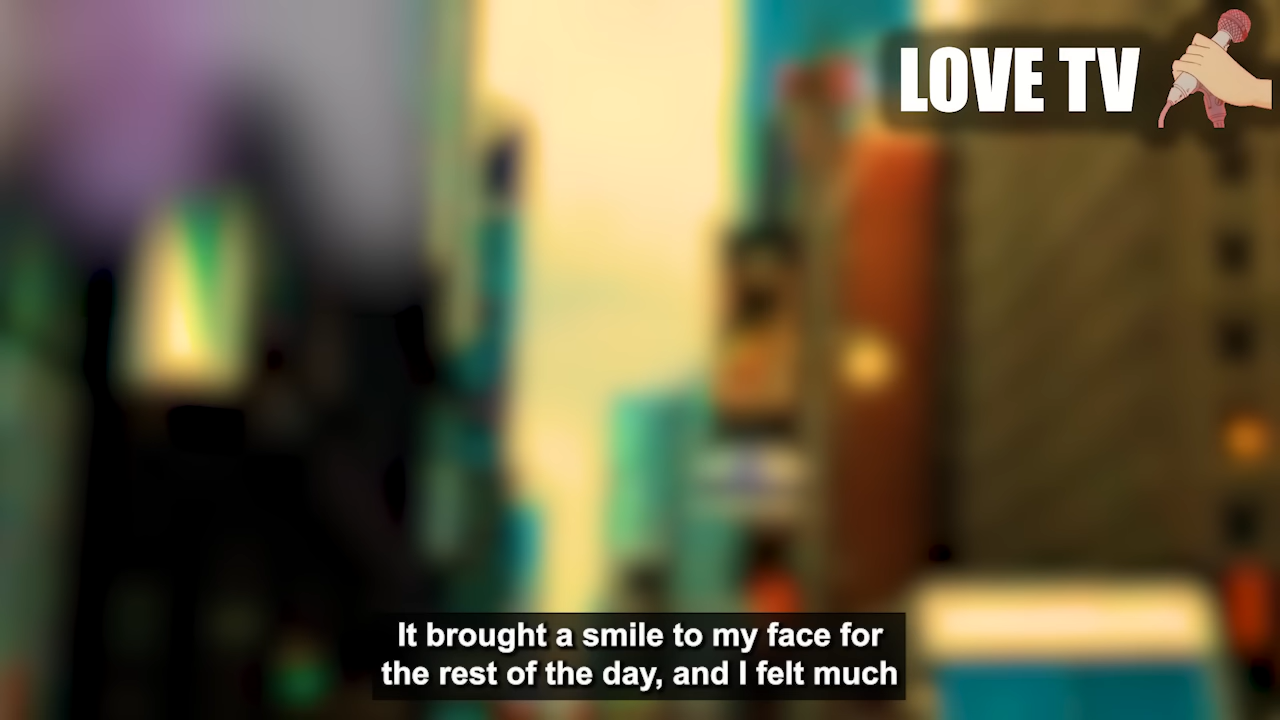 LOVE TV
It brought a smile to my face for
the rest of the day, and I felt much